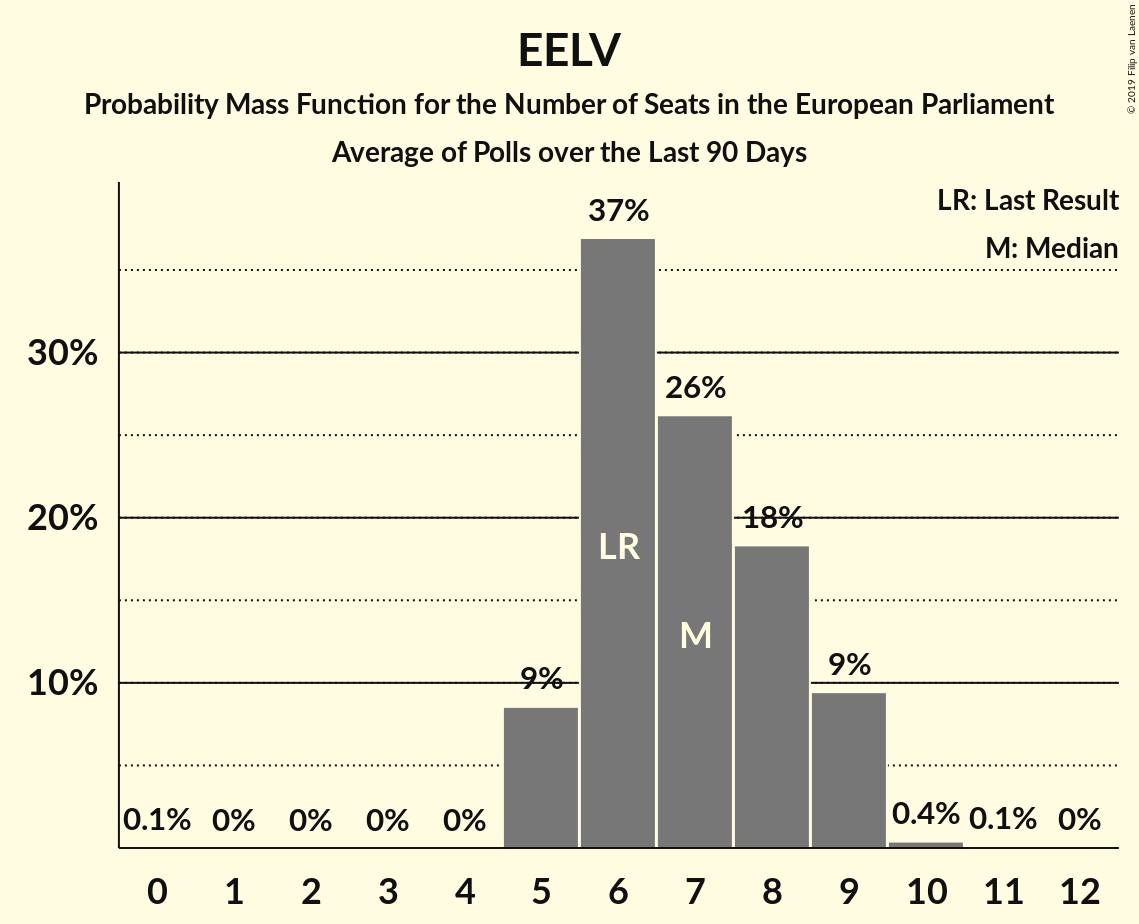 EELV
Probability Mass Function for the Number of Seats in the European Parliament
Average of Polls over the Last 90 Days
© 2019 Filip van Laenen
LR: Last Result
M: Median
37%
30%
26%
20%
18%
LR
M
10%
9%
9%
0.1% 0% 0% 0% 0% 0.4% 0.1% 0%
0 1 2 3 4 5 6 7 8 9 10 11 12